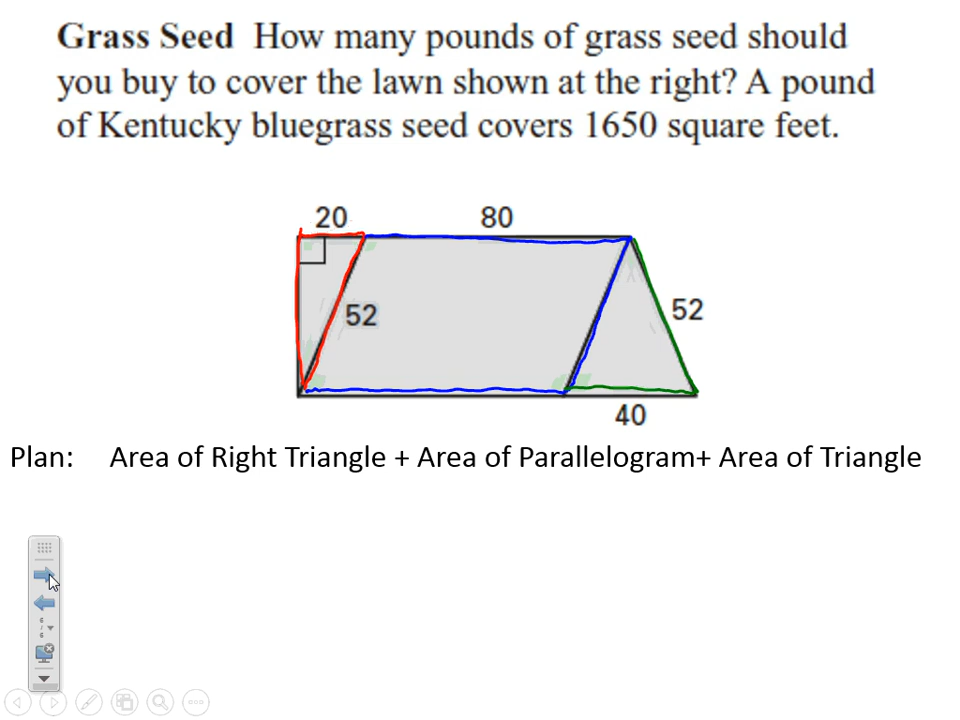 Grass Seed How many pounds of grass seed should
you buy to cover the lawn shown at the right? A pound
of Kentucky bluegrass seed covers 1650 square feet.
20 80
52 52
40
Plan: Area of Right Triangle + Area of Parallelogram+ Area of Triangle
6
/
6